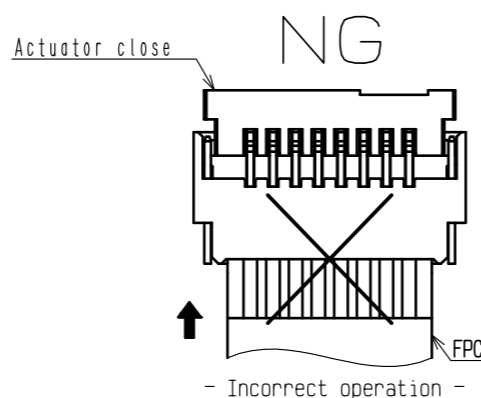 NG
Actuator close
FPC
- Incorrect operation -